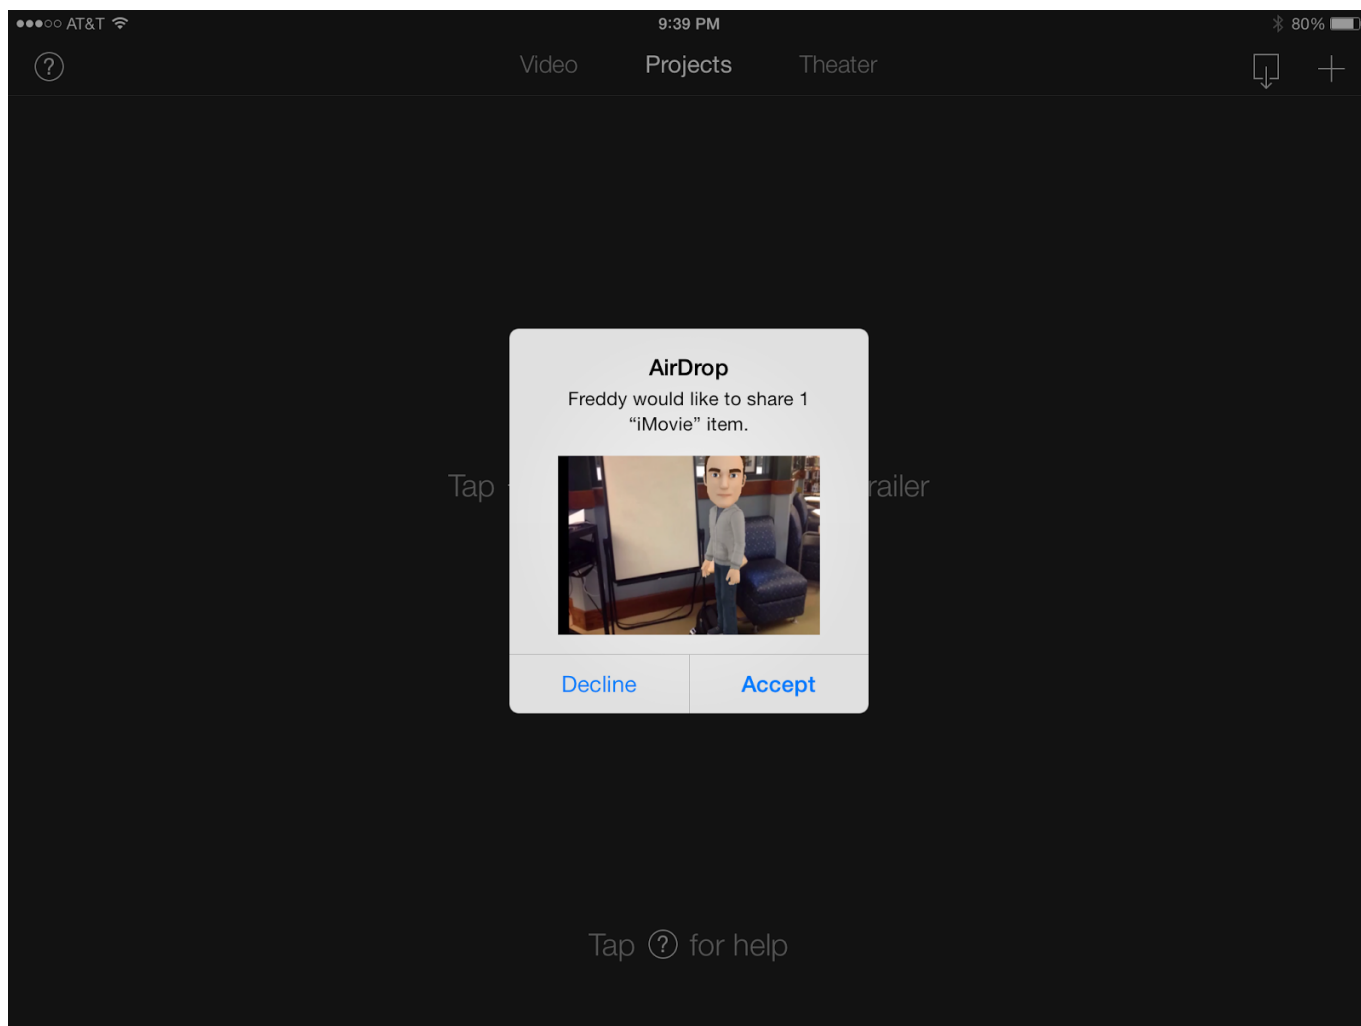 AT&T 9:39 PM 80%
? Video Projects Theater
AirDrop
Freddy would like to share 1
“iMovie” item.
Tap railer
Decline Accept
Tap ? for help